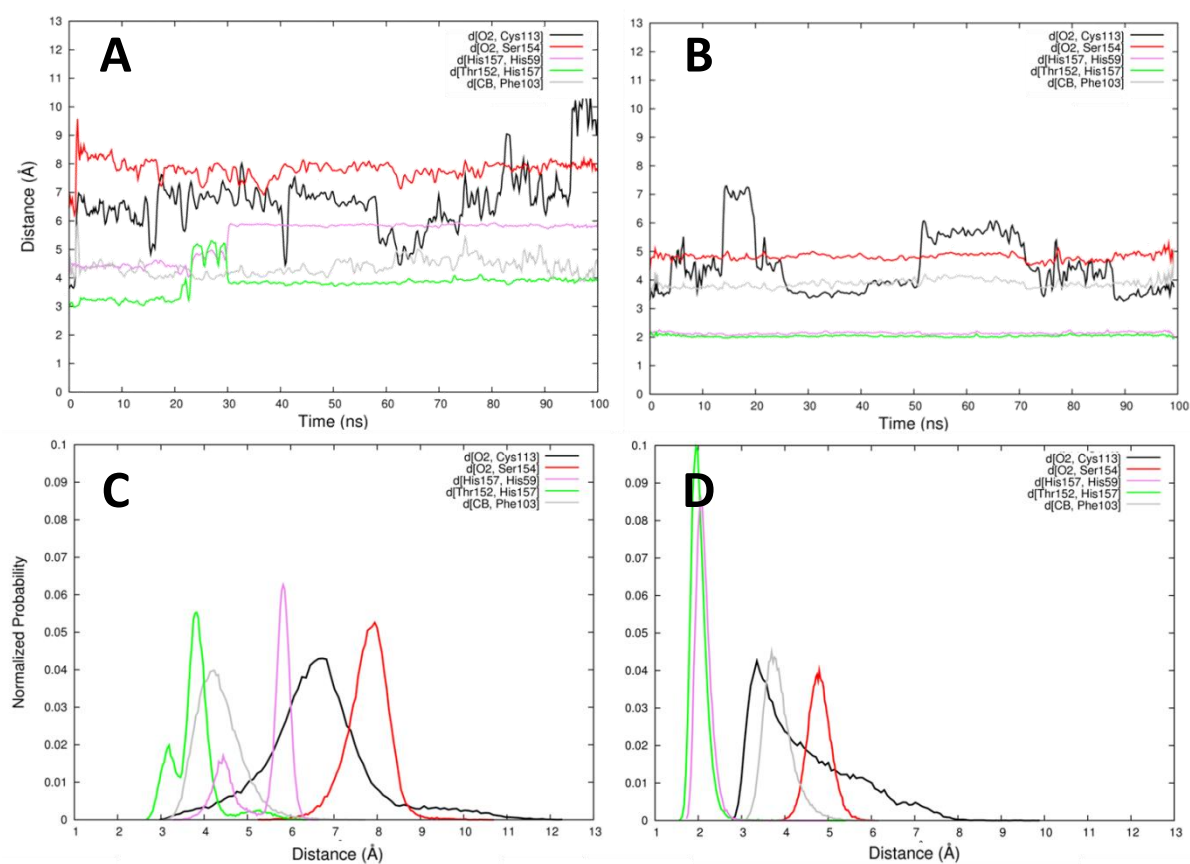 A
d[O2, Cys113]
d[O2, Ser154]
d[His157, His59]
d[Thr152, His157]
d[CB, Phe103]
13
12
11
10
9
8
7
6
5
4
3
2
1
0
Distance (Å)
0 10 20 30 40 50 60 70 80 90 100
Time (ns)
B
d[O2, Cys113]
d[O2, Ser154]
d[His157, His59]
d[Thr152, His157]
d[CB, Phe103]
13
12
11
10
9
8
7
6
5
4
3
2
1
0
0 10 20 30 40 50 60 70 80 90 100
Time (ns)
C
d[O2, Cys113]
d[O2, Ser154]
d[His157, His59]
d[Thr152, His157]
d[CB, Phe103]
0.1
0.09
0.08
0.07
0.06
0.05
0.04
0.03
0.02
0.01
0
Normalized Probability
1 2 3 4 5 6 7 8 9 10 11 12 13
Distance (Å)
D
d[O2, Cys113]
d[O2, Ser154]
d[His157, His59]
d[Thr152, His157]
d[CB, Phe103]
0.1
0.09
0.08
0.07
0.06
0.05
0.04
0.03
0.02
0.01
0
1 2 3 4 5 6 7 8 9 10 11 12 13
Distance (Å)